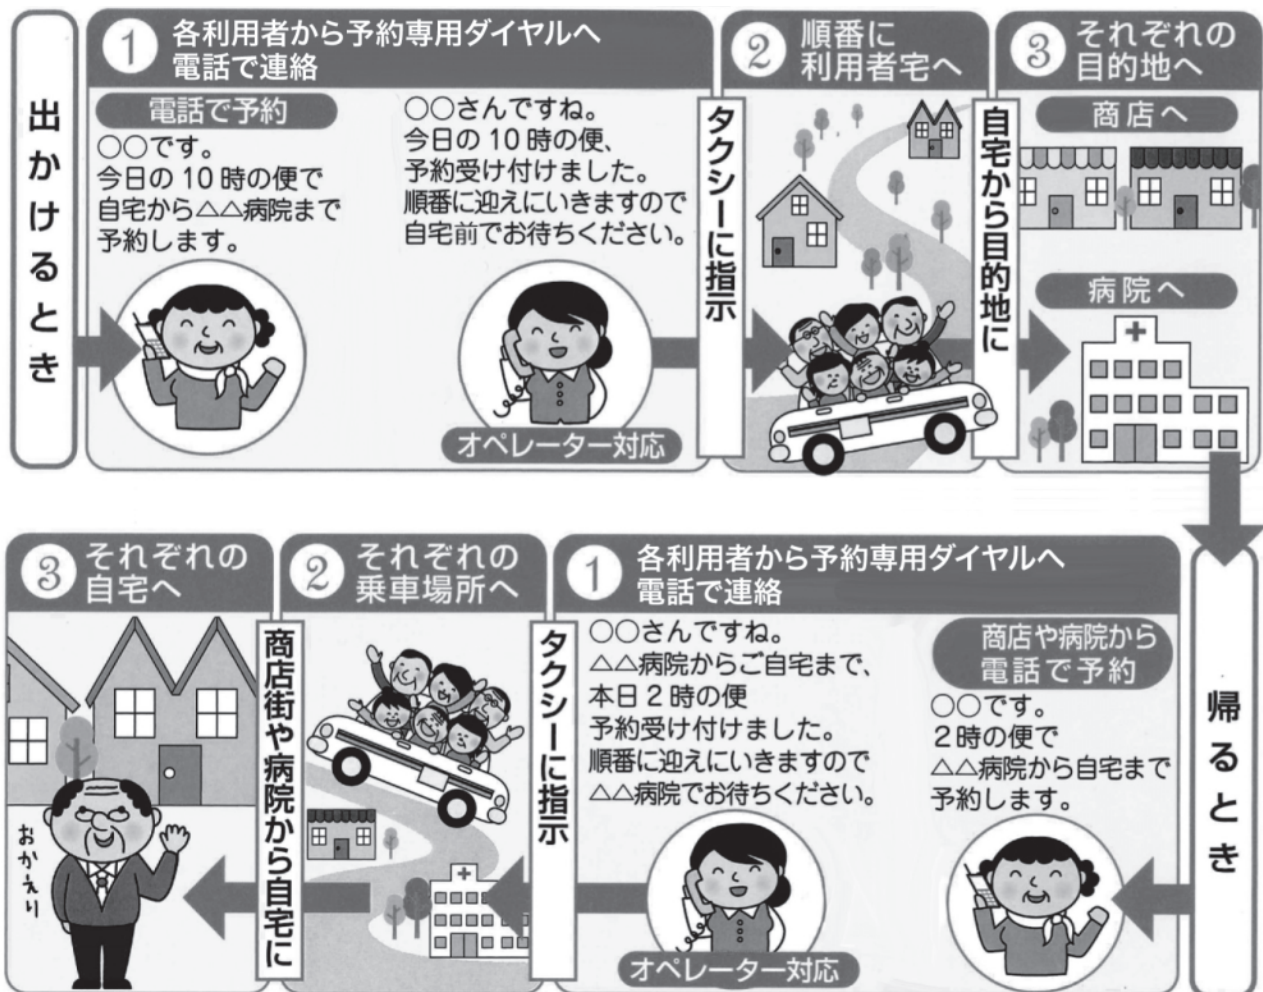 出かけるとき
1
各利用者から予約専用ダイヤルへ
電話で連絡
電話で予約
○○です。
今日の10時の便で
自宅から△△病院まで
予約します。
○○さんですね。
今日の10時の便、
予約受け付けました。
順番に迎えにいきますので
自宅前でお待ちください。
オペレーター対応
タクシーに指示
2
順番に
利用者宅へ
自宅から目的地に
3
それぞれの
目的地へ
商店へ
病院へ
帰るとき
1
各利用者から予約専用ダイヤルへ
電話で連絡
商店や病院から
電話で予約
○○です。
2時の便で
△△病院から自宅まで
予約します。
○○さんですね。
△△病院からご自宅まで、
本日2時の便
予約受け付けました。
順番に迎えにいきますので
△△病院でお待ちください。
オペレーター対応
タクシーに指示
2
それぞれの
乗車場所へ
商店街や病院から自宅に
3
それぞれの
自宅へ
おかえり